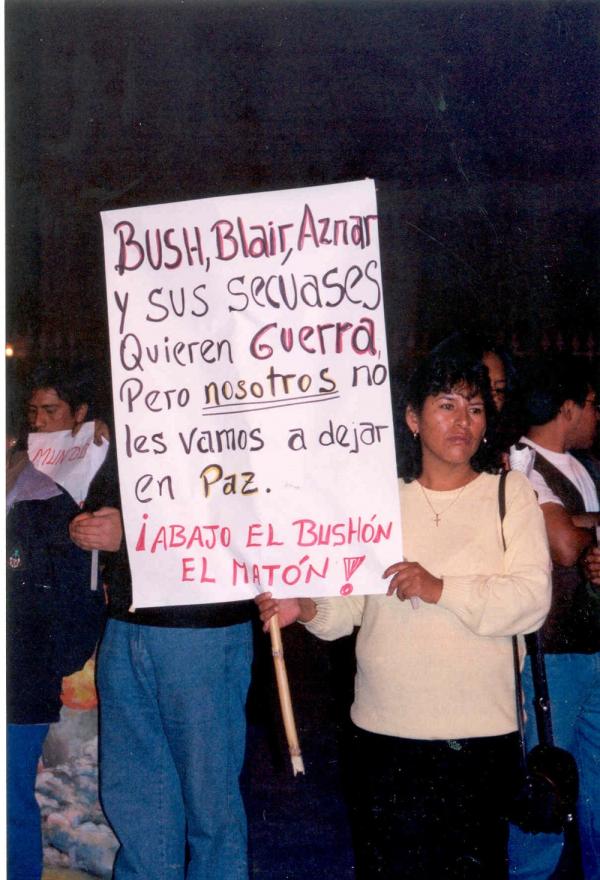 BUSH, Blair, Aznar
y sus secuases
Quieren Guerra,
Pero nosotros no
les vamos a dejar
en Paz.
¡ABAJO EL BUSHÓN
EL MATÓN!